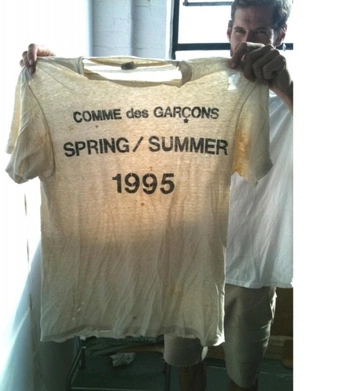 COMME des GARÇONS
SPRING / SUMMER
1995